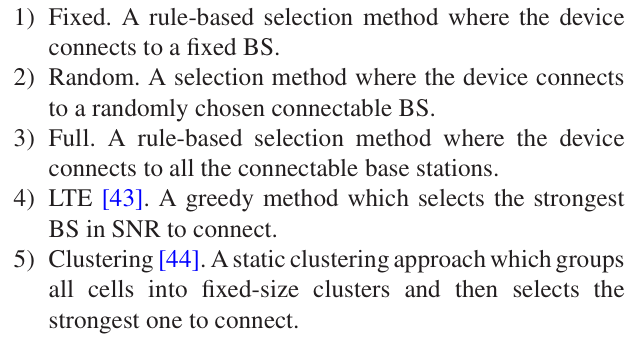 1) Fixed. A rule-based selection method where the device
connects to a fixed BS.
2) Random. A selection method where the device connects
to a randomly chosen connectable BS.
3) Full. A rule-based selection method where the device
connects to all the connectable base stations.
4) LTE [43]. A greedy method which selects the strongest
BS in SNR to connect.
5) Clustering [44]. A static clustering approach which groups
all cells into fixed-size clusters and then selects the
strongest one to connect.